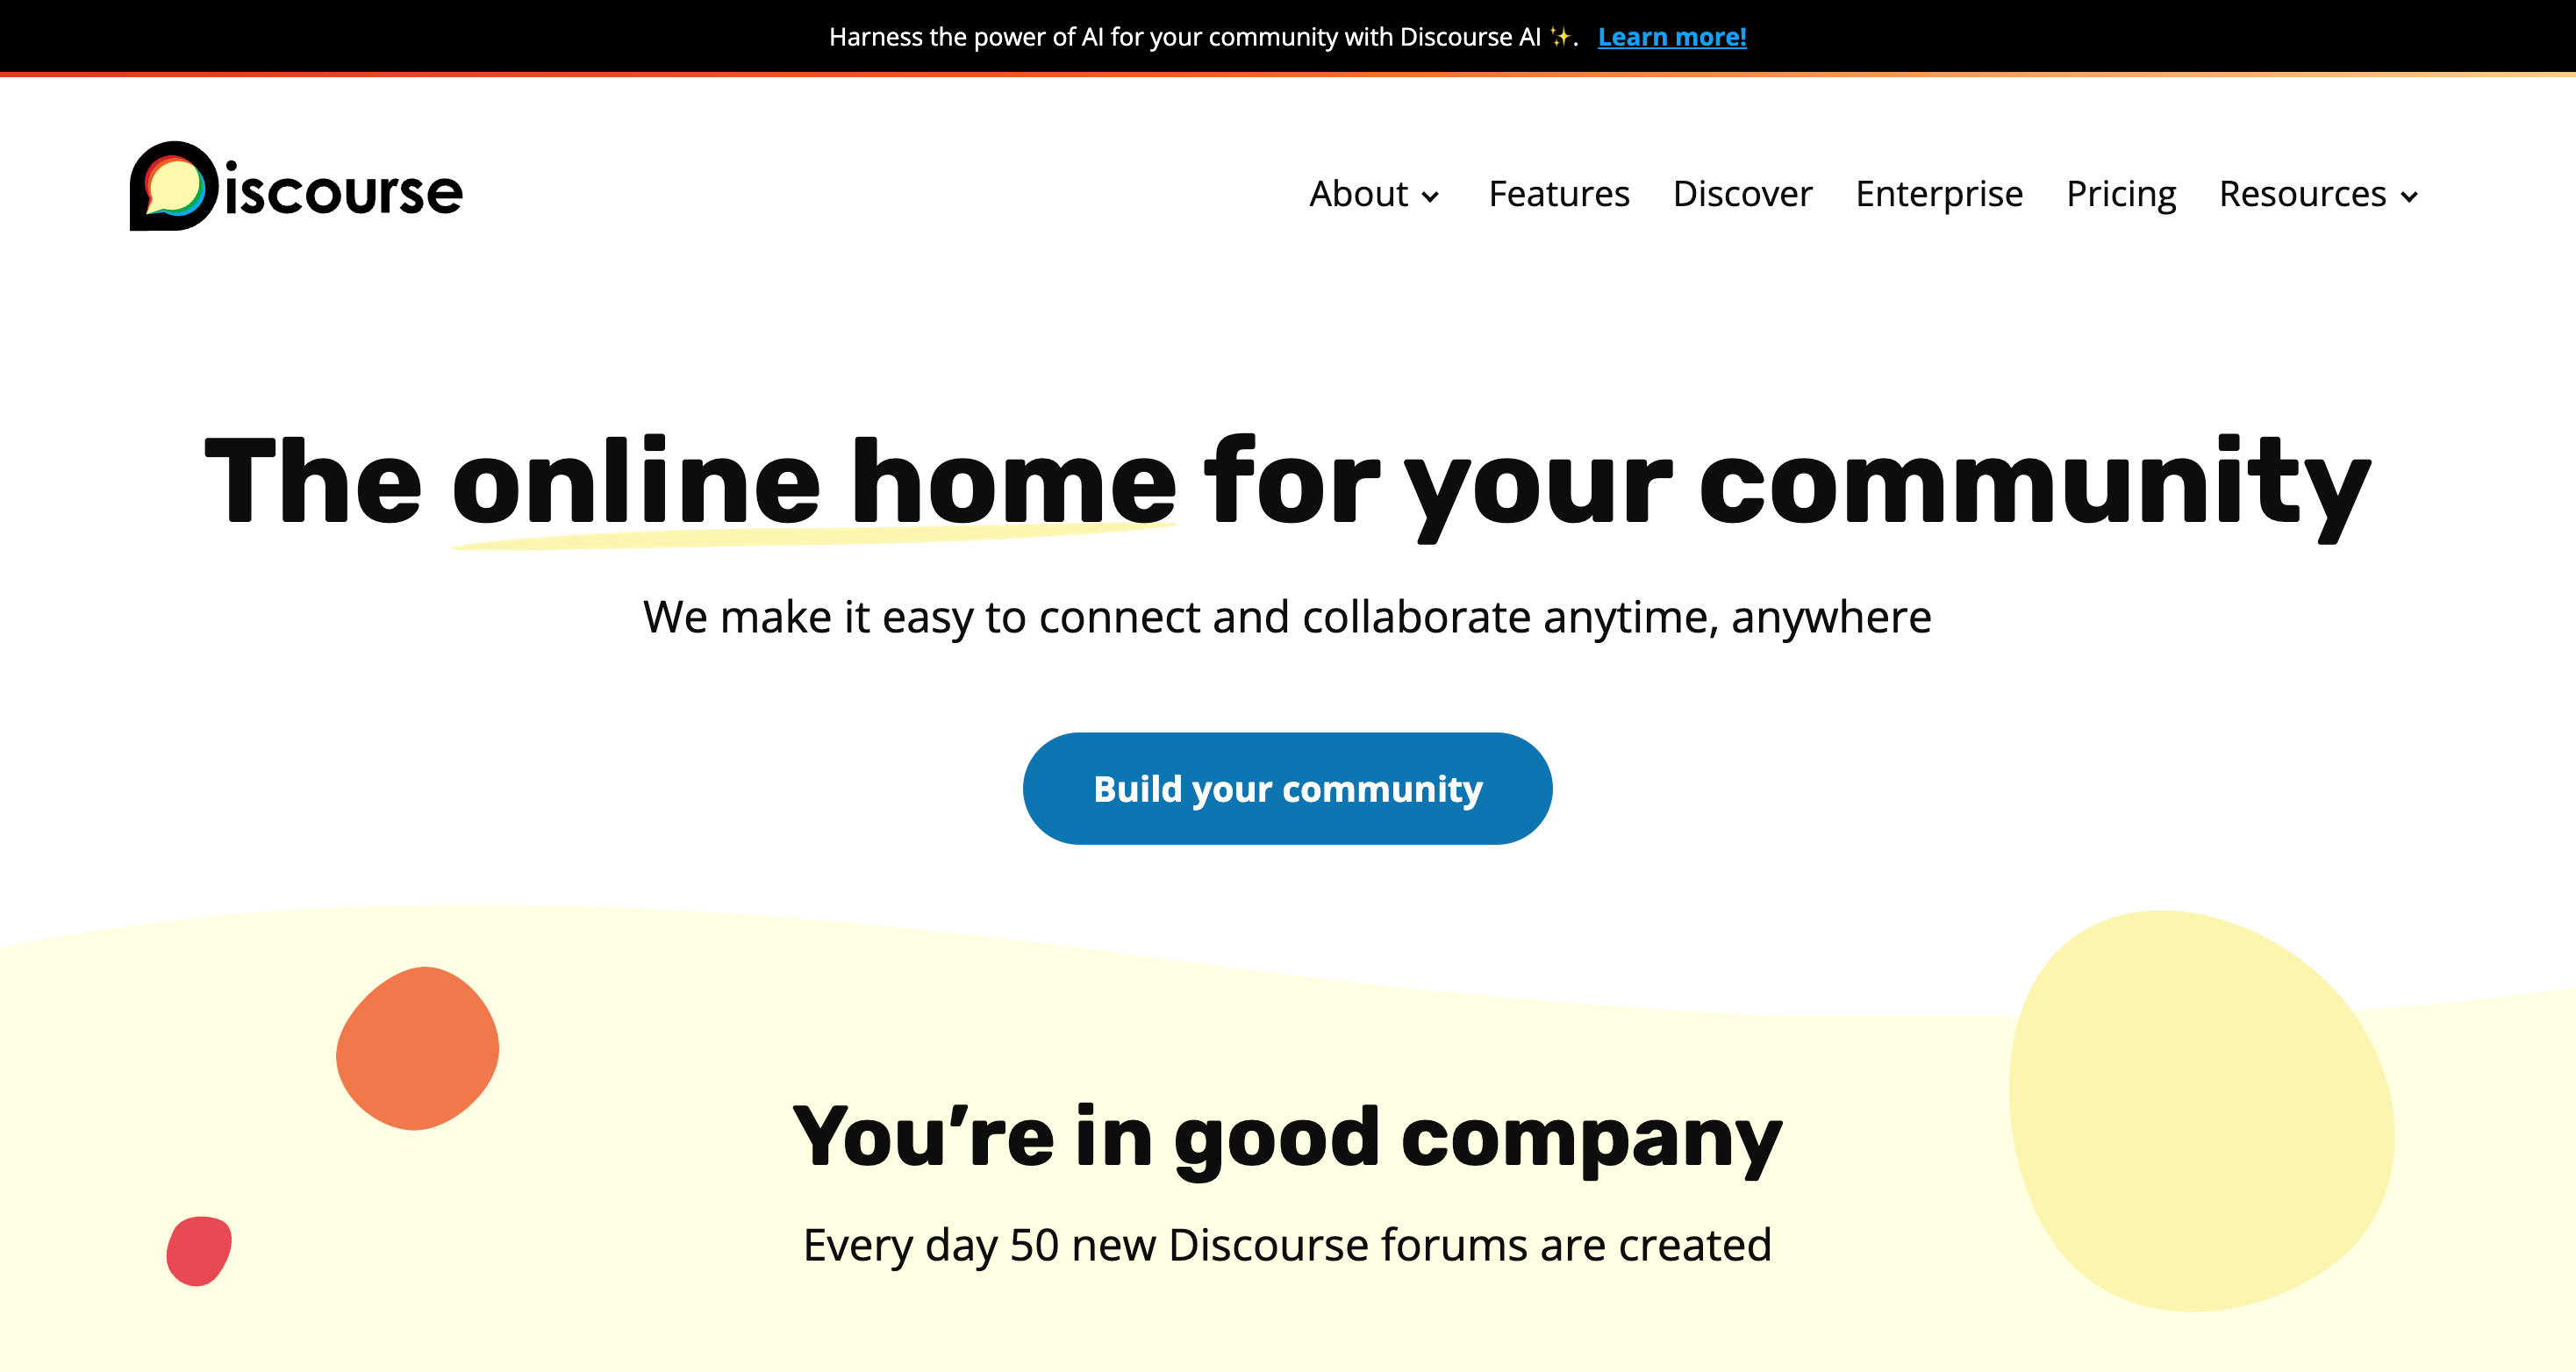 Harness the power of AI for your community with Discourse AI ✨. Learn more!
Discourse
About Features Discover Enterprise Pricing Resources
The online home for your community
We make it easy to connect and collaborate anytime, anywhere
Build your community
You’re in good company
Every day 50 new Discourse forums are created